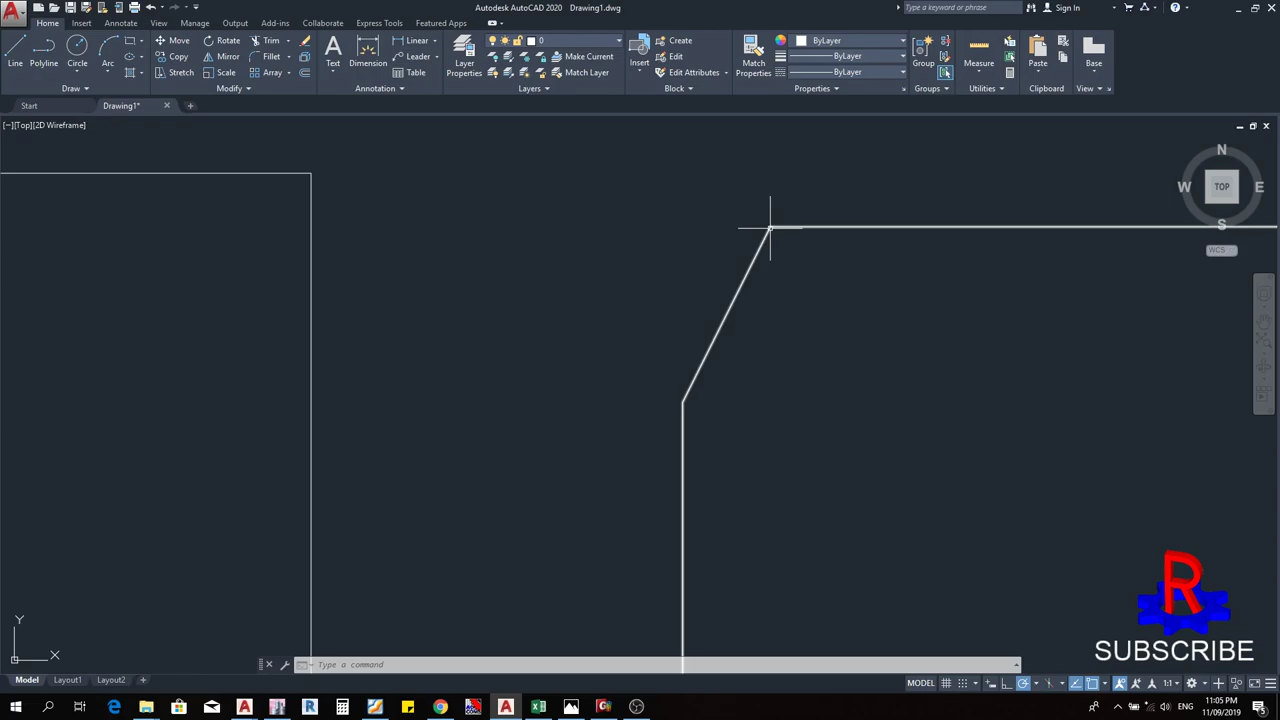 Autodesk AutoCAD 2020 Drawing1.dwg
Type a keyword or phrase
Sign In
Home Insert Annotate View Manage Output Add-ins Collaborate Express Tools Featured Apps
Line
Polyline
Circle
Arc
Move
Copy
Stretch
Rotate
Mirror
Scale
Trim
Fillet
Array
Text
Dimension
Linear
Leader
Table
Layer
Properties
0
Make Current
Match Layer
Insert
Create
Edit
Edit Attributes
Match
Properties
ByLayer
ByLayer
ByLayer
Group
Measure
Paste
Base
Draw Modify Annotation Layers Block Properties Groups Utilities Clipboard View
Start Drawing1*
[−][Top][2D Wireframe]
N
W TOP E
S
WCS
R
SUBSCRIBE
Y
X
Type a command
Model Layout1 Layout2
MODEL 1:1
11:05 PM
11/09/2019
5